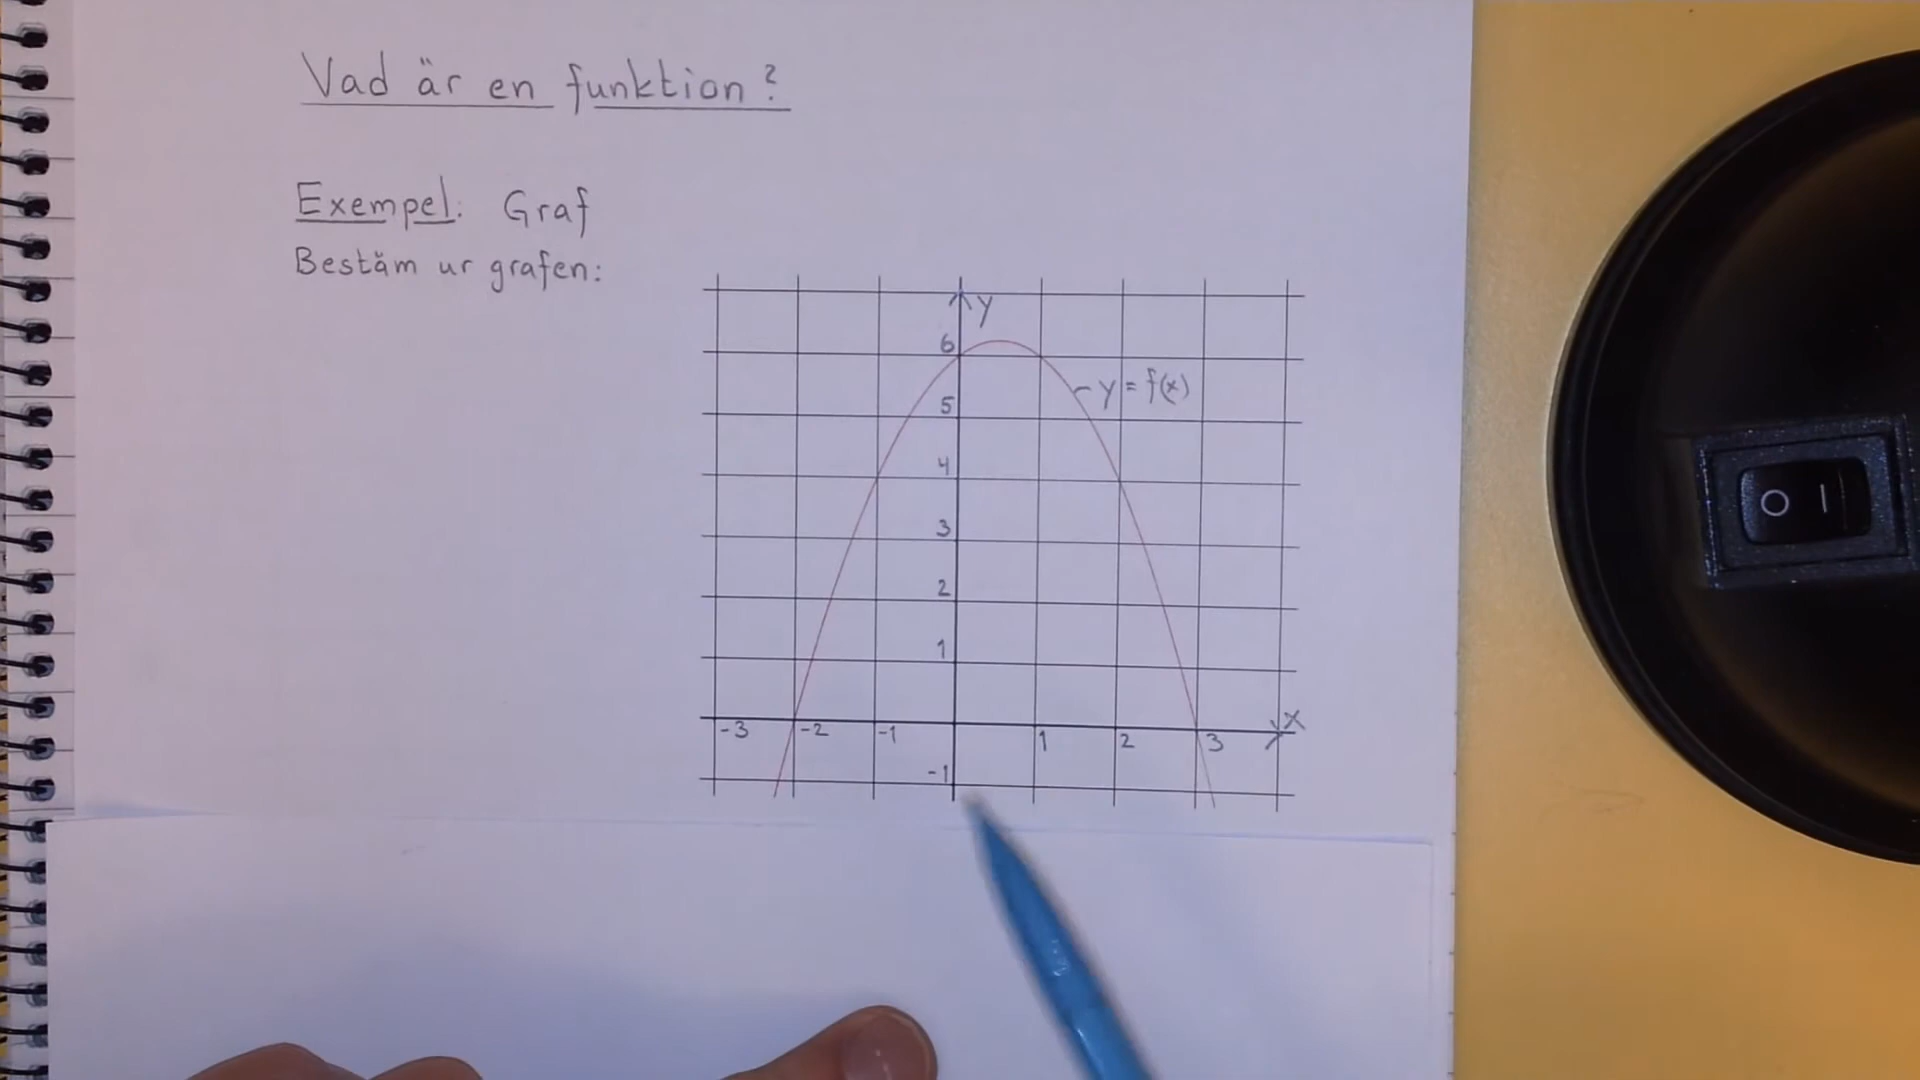 Vad är en funktion?
Exempel: Graf
Bestäm ur grafen:
y
6
y = f(x)
5
4
3
2
1
-3 -2 -1 1 2 3 x
-1
O I